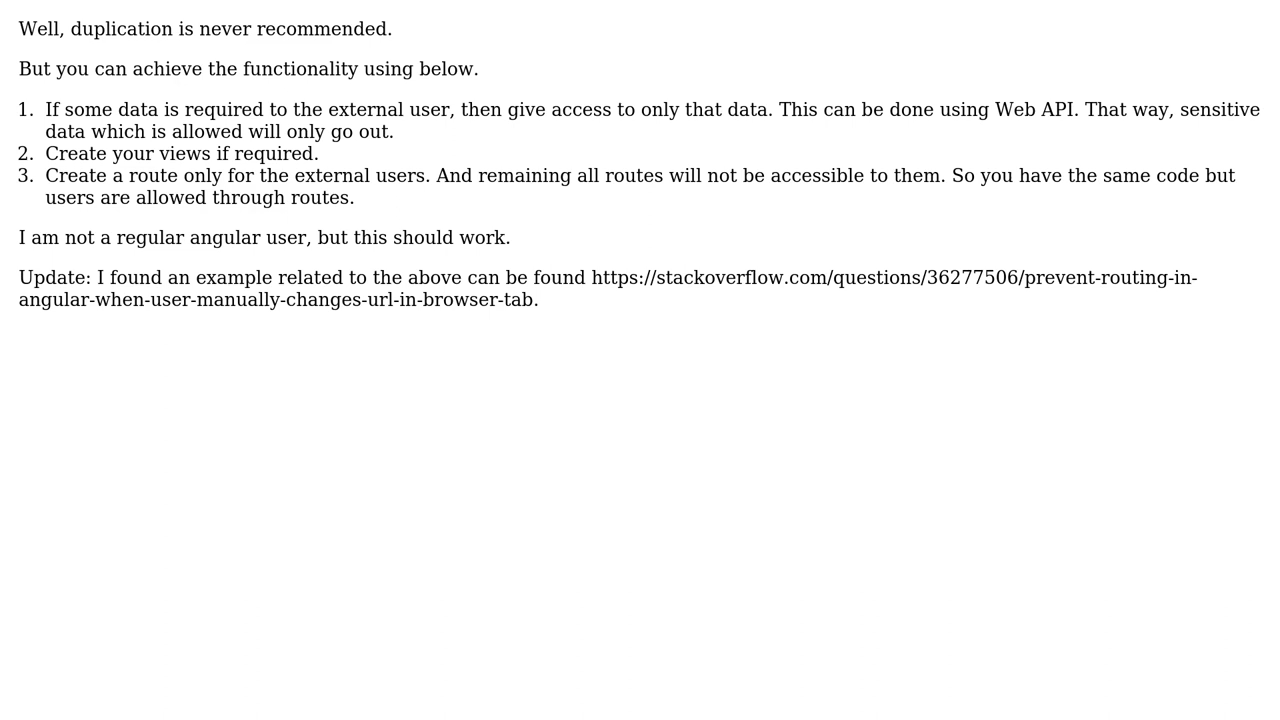 Well, duplication is never recommended.
But you can achieve the functionality using below.
1. If some data is required to the external user, then give access to only that data. This can be done using Web API. That way, sensitive
data which is allowed will only go out.
2. Create your views if required.
3. Create a route only for the external users. And remaining all routes will not be accessible to them. So you have the same code but
users are allowed through routes.
I am not a regular angular user, but this should work.
Update: I found an example related to the above can be found https://stackoverflow.com/questions/36277506/prevent-routing-in-
angular-when-user-manually-changes-url-in-browser-tab.